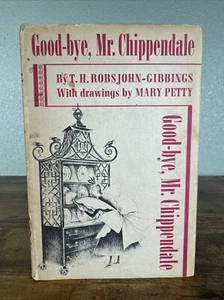 Good-bye, Mr. Chippendale
By T. H. ROBSJOHN-GIBBINGS
With drawings by MARY PETTY
Good-bye, Mr. Chippendale